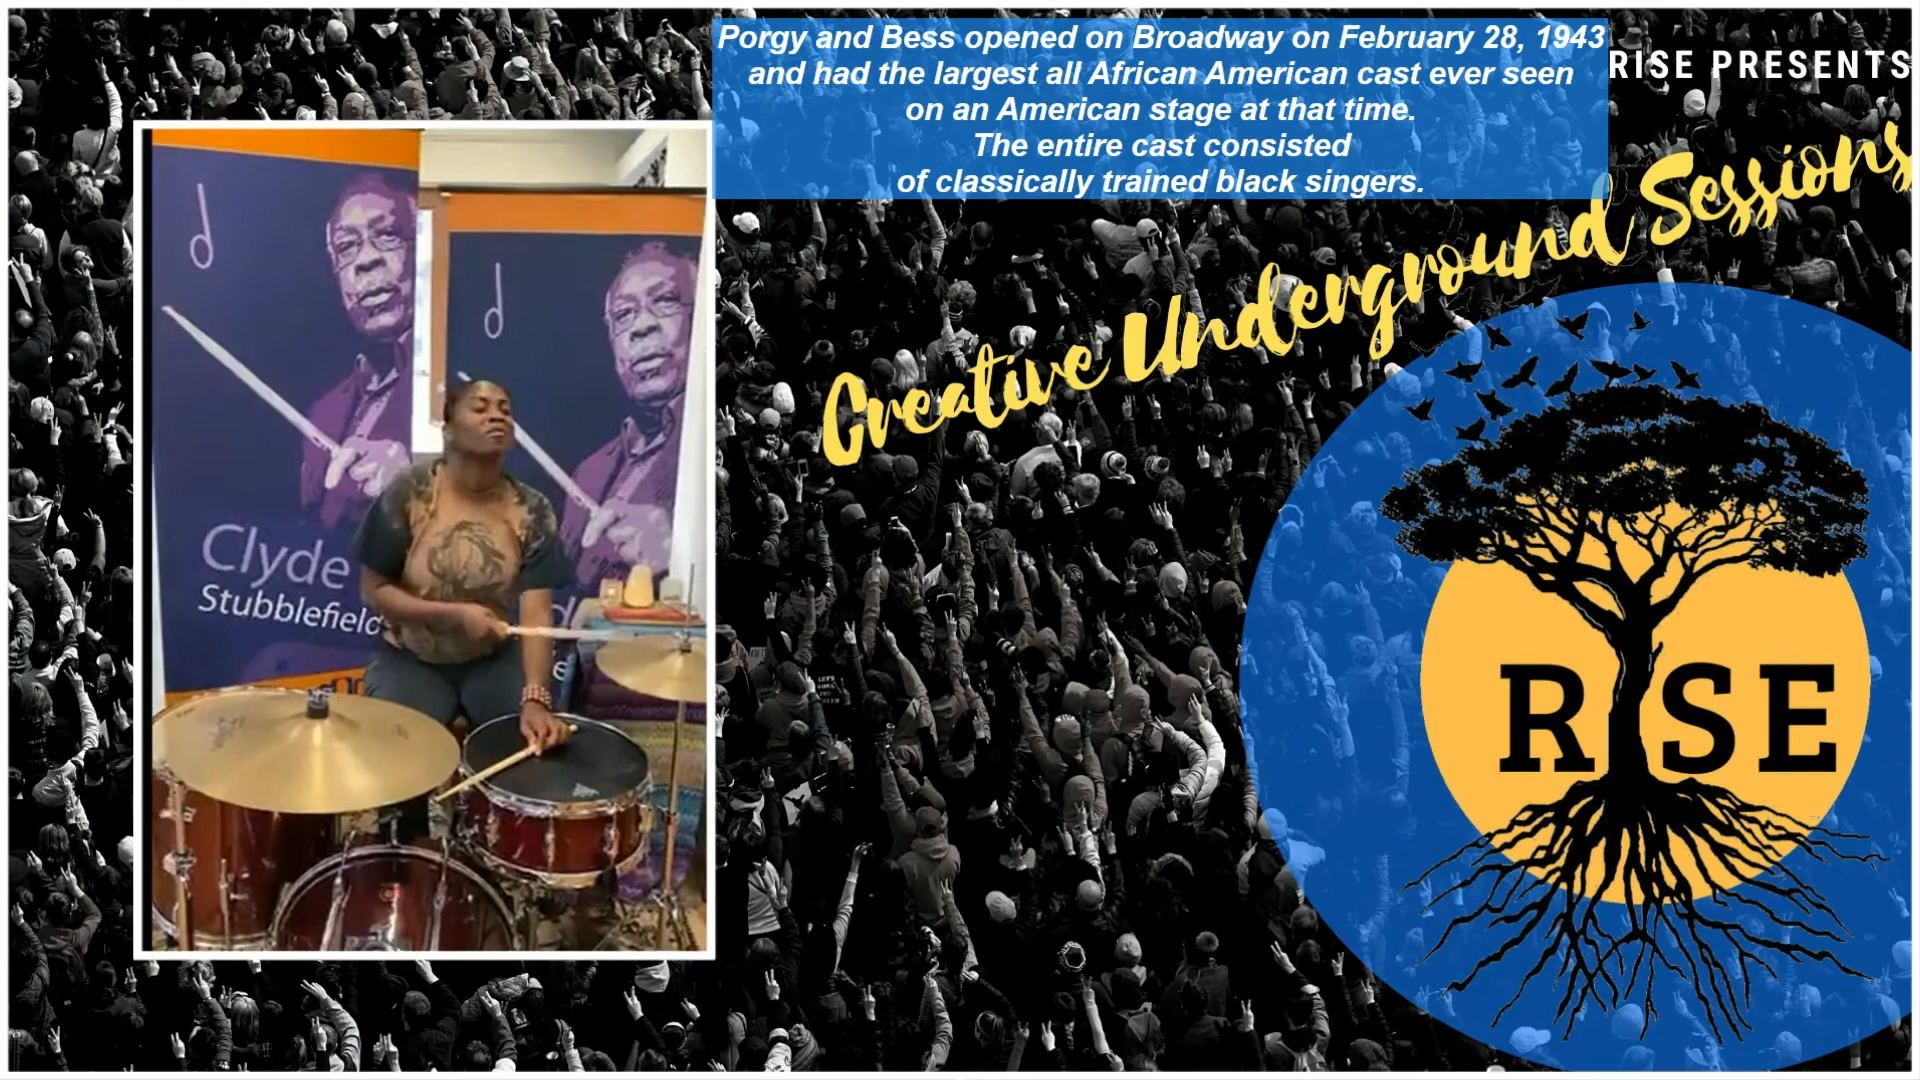 Porgy and Bess opened on Broadway on February 28, 1943
and had the largest all African American cast ever seen
on an American stage at that time.
The entire cast consisted
of classically trained black singers.
RISE PRESENTS
Creative Underground Sessions
Clyde
Stubblefield
RISE